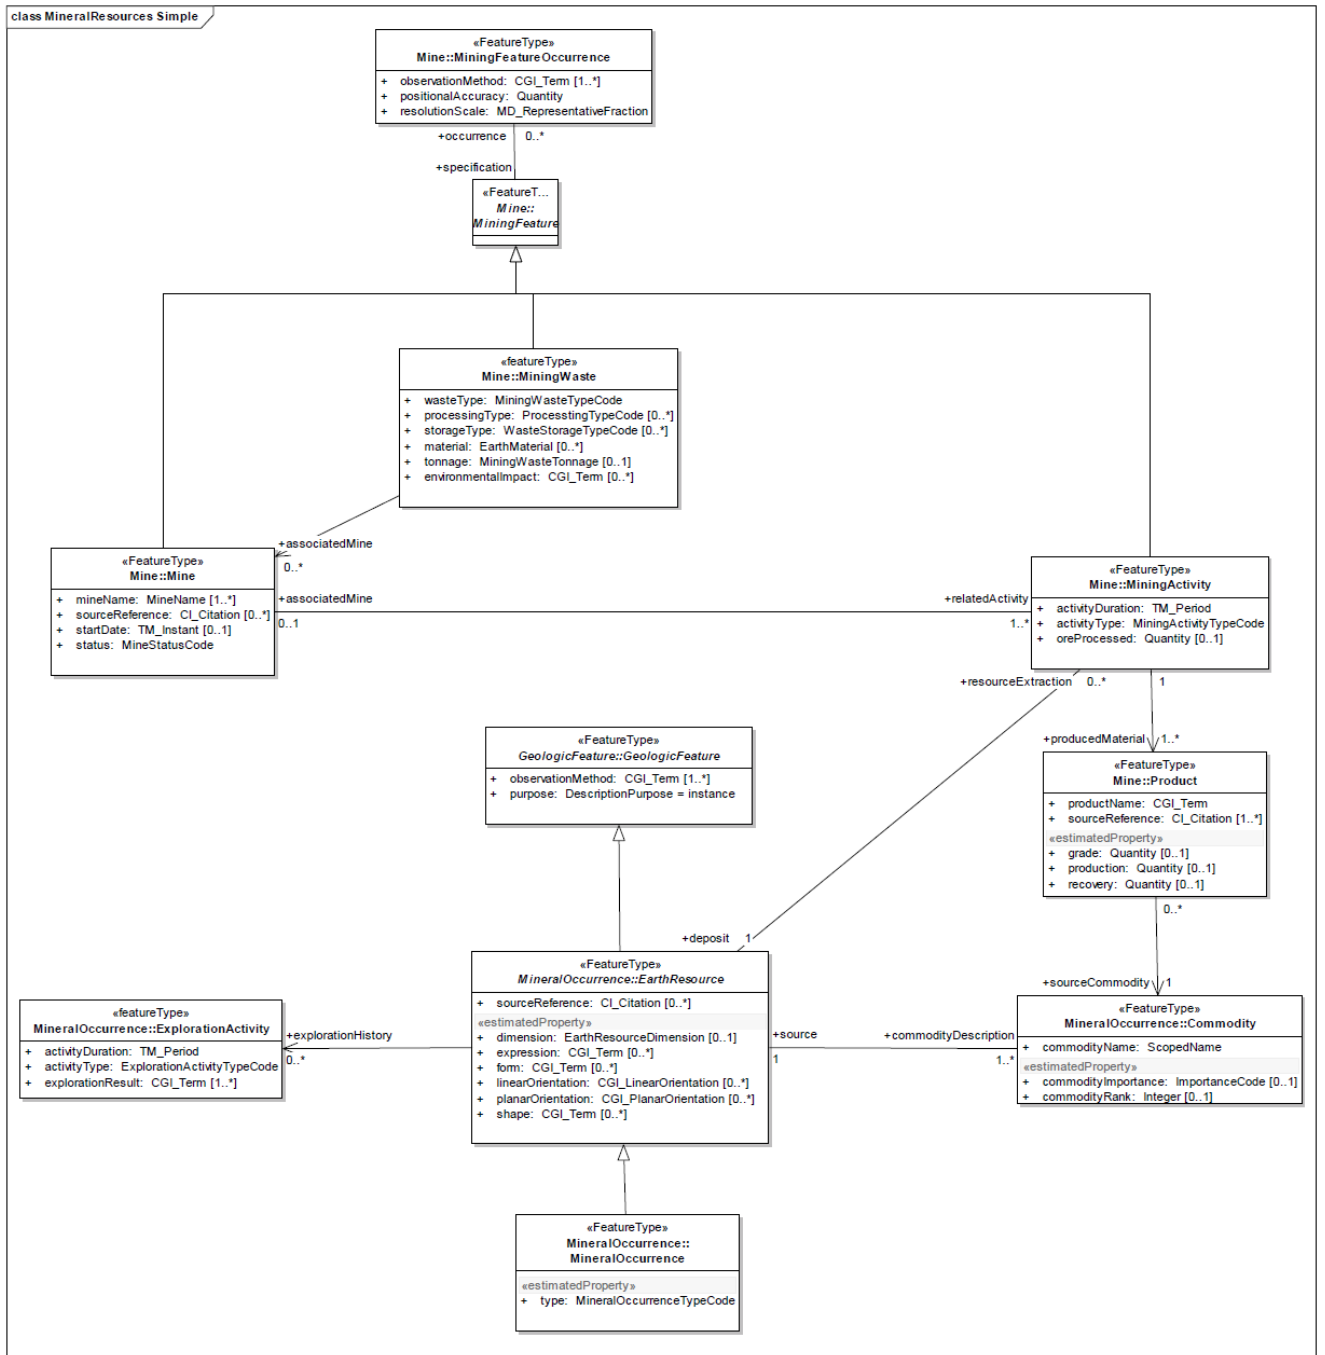 class MineralResources Simple
«FeatureType»
Mine::MiningFeatureOccurrence
+ observationMethod: CGI_Term [1..*]
+ positionalAccuracy: Quantity
+ resolutionScale: MD_RepresentativeFraction
+occurrence 0..*
+specification
«FeatureT...
Mine::
MiningFeature
«featureType»
Mine::MiningWaste
+ wasteType: MiningWasteTypeCode
+ processingType: ProcesstingTypeCode [0..*]
+ storageType: WasteStorageTypeCode [0..*]
+ material: EarthMaterial [0..*]
+ tonnage: MiningWasteTonnage [0..1]
+ environmentalImpact: CGI_Term [0..*]
+associatedMine
0..*
«FeatureType»
Mine::Mine
+ mineName: MineName [1..*]
+ sourceReference: CI_Citation [0..*]
+ startDate: TM_Instant [0..1]
+ status: MineStatusCode
+associatedMine
0..1
+relatedActivity
1..*
«FeatureType»
Mine::MiningActivity
+ activityDuration: TM_Period
+ activityType: MiningActivityTypeCode
+ oreProcessed: Quantity [0..1]
+resourceExtraction 0..*
1
+producedMaterial 1..*
«FeatureType»
GeologicFeature::GeologicFeature
+ observationMethod: CGI_Term [1..*]
+ purpose: DescriptionPurpose = instance
«FeatureType»
Mine::Product
+ productName: CGI_Term
+ sourceReference: CI_Citation [1..*]
«estimatedProperty»
+ grade: Quantity [0..1]
+ production: Quantity [0..1]
+ recovery: Quantity [0..1]
0..*
+deposit 1
+sourceCommodity 1
«FeatureType»
MineralOccurrence::EarthResource
+ sourceReference: CI_Citation [0..*]
«estimatedProperty»
+ dimension: EarthResourceDimension [0..1]
+ expression: CGI_Term [0..*]
+ form: CGI_Term [0..*]
+ linearOrientation: CGI_LinearOrientation [0..*]
+ planarOrientation: CGI_PlanarOrientation [0..*]
+ shape: CGI_Term [0..*]
«featureType»
MineralOccurrence::ExplorationActivity
+ activityDuration: TM_Period
+ activityType: ExplorationActivityTypeCode
+ explorationResult: CGI_Term [1..*]
+explorationHistory
0..*
+source
1
+commodityDescription
1..*
«FeatureType»
MineralOccurrence::Commodity
+ commodityName: ScopedName
«estimatedProperty»
+ commodityImportance: ImportanceCode [0..1]
+ commodityRank: Integer [0..1]
«FeatureType»
MineralOccurrence::
MineralOccurrence
«estimatedProperty»
+ type: MineralOccurrenceTypeCode